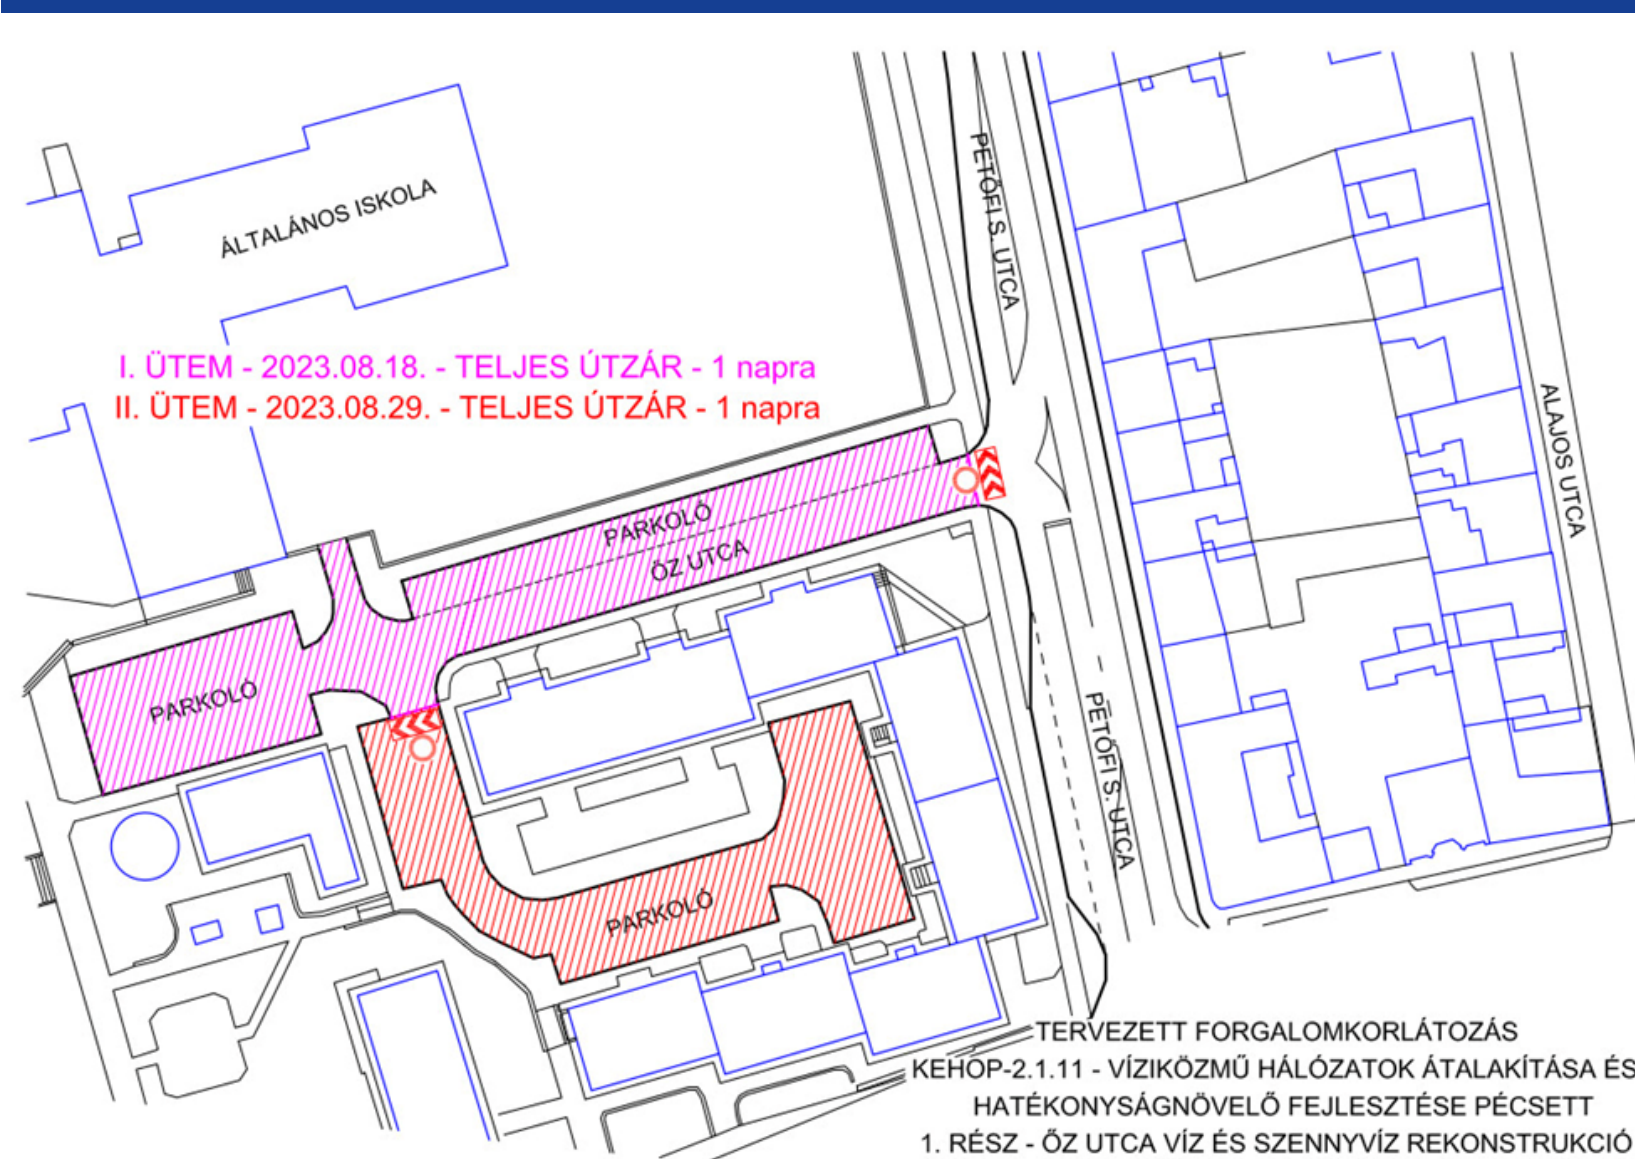 ÁLTALÁNOS ISKOLA
PETŐFI S. UTCA
I. ÜTEM - 2023.08.18. - TELJES ÚTZÁR - 1 napra
II. ÜTEM - 2023.08.29. - TELJES ÚTZÁR - 1 napra
ALAJOS UTCA
PARKOLÓ
ŐZ UTCA
PARKOLÓ
PETŐFI S. UTCA
PARKOLÓ
TERVEZETT FORGALOMKORLÁTOZÁS
KEHOP-2.1.11 - VÍZIKÖZMŰ HÁLÓZATOK ÁTALAKÍTÁSA ÉS
HATÉKONYSÁGNÖVELŐ FEJLESZTÉSE PÉCSETT
1. RÉSZ - ŐZ UTCA VÍZ ÉS SZENNYVÍZ REKONSTRUKCIÓ